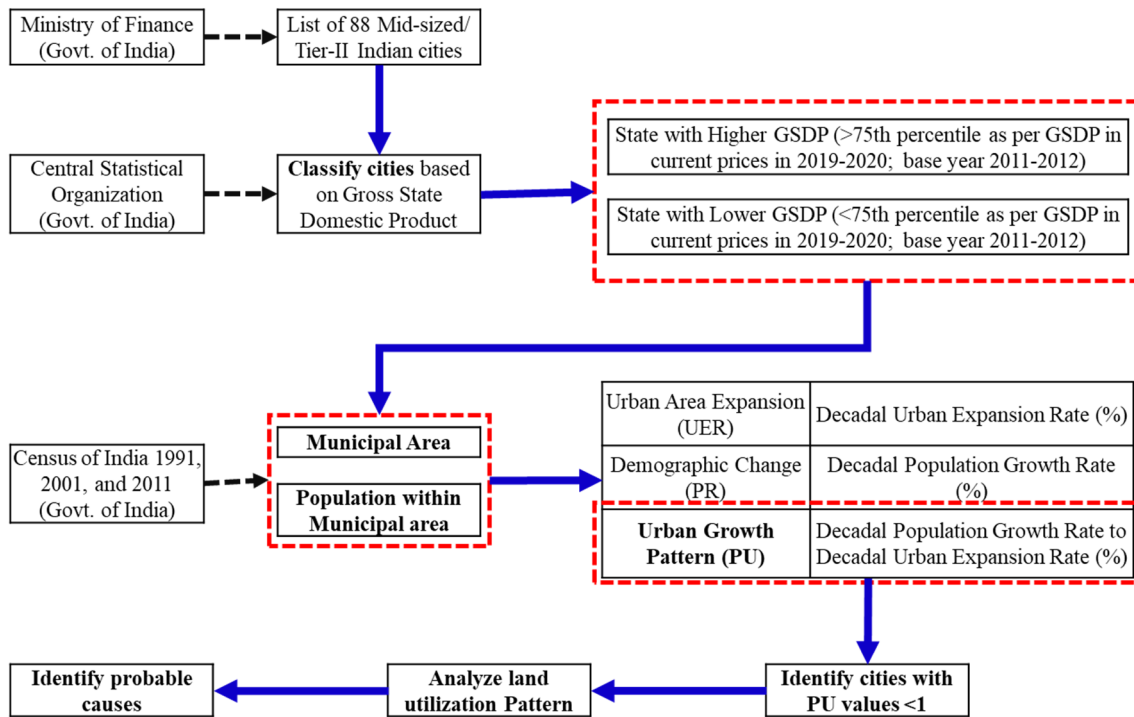 Ministry of Finance
(Govt. of India)
List of 88 Mid-sized/
Tier-II Indian cities
Central Statistical
Organization
(Govt. of India)
Classify cities based
on Gross State
Domestic Product
State with Higher GSDP (>75th percentile as per GSDP in
current prices in 2019-2020; base year 2011-2012)
State with Lower GSDP (<75th percentile as per GSDP in
current prices in 2019-2020; base year 2011-2012)
Census of India 1991,
2001, and 2011
(Govt. of India)
Municipal Area
Population within
Municipal area
Urban Area Expansion
(UER)
Decadal Urban Expansion Rate (%)
Demographic Change
(PR)
Decadal Population Growth Rate
(%)
Urban Growth
Pattern (PU)
Decadal Population Growth Rate to
Decadal Urban Expansion Rate (%)
Identify probable
causes
Analyze land
utilization Pattern
Identify cities with
PU values <1